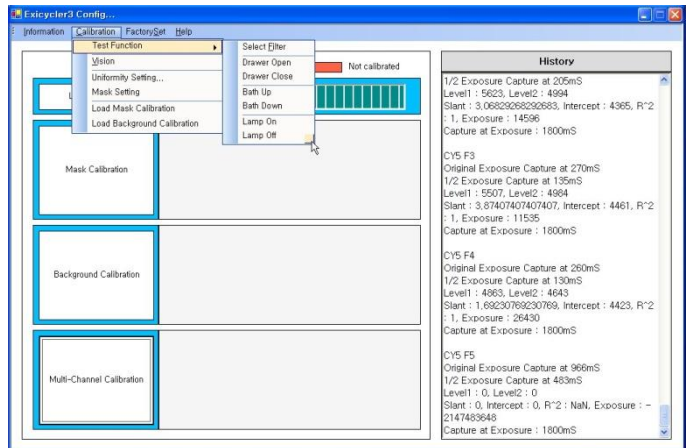 Exicycler3 Config...
Information Calibration FactorySet Help
Test Function
Vision
Uniformity Setting...
Mask Setting
Load Mask Calibration
Load Background Calibration
Select Filter
Drawer Open
Drawer Close
Bath Up
Bath Down
Lamp On
Lamp Off
Not calibrated
Mask Calibration
Background Calibration
Multi-Channel Calibration
History
1/2 Exposure Capture at 205mS
Level1 : 5623, Level2 : 4994
Slant : 3,06829268292683, Intercept : 4365, R^2
: 1, Exposure : 14596
Capture at Exposure : 1800mS
CY5 F3
Original Exposure Capture at 270mS
1/2 Exposure Capture at 135mS
Level1 : 5507, Level2 : 4984
Slant : 3,87407407407407, Intercept : 4461, R^2
: 1, Exposure : 11535
Capture at Exposure : 1800mS
CY5 F4
Original Exposure Capture at 260mS
1/2 Exposure Capture at 130mS
Level1 : 4863, Level2 : 4643
Slant : 1,69230769230769, Intercept : 4423, R^2
: 1, Exposure : 26430
Capture at Exposure : 1800mS
CY5 F5
Original Exposure Capture at 966mS
1/2 Exposure Capture at 483mS
Level1 : 0, Level2 : 0
Slant : 0, Intercept : 0, R^2 : NaN, Exposure : -
2147483648
Capture at Exposure : 1800mS